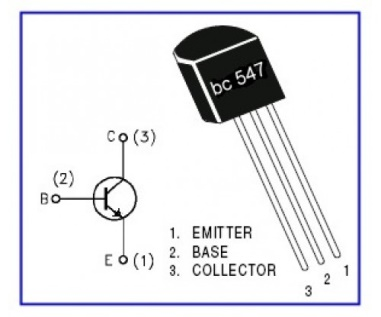 bc 547
C (3)
(2)
B
E (1)
1. EMITTER
2. BASE
3. COLLECTOR
1
2
3